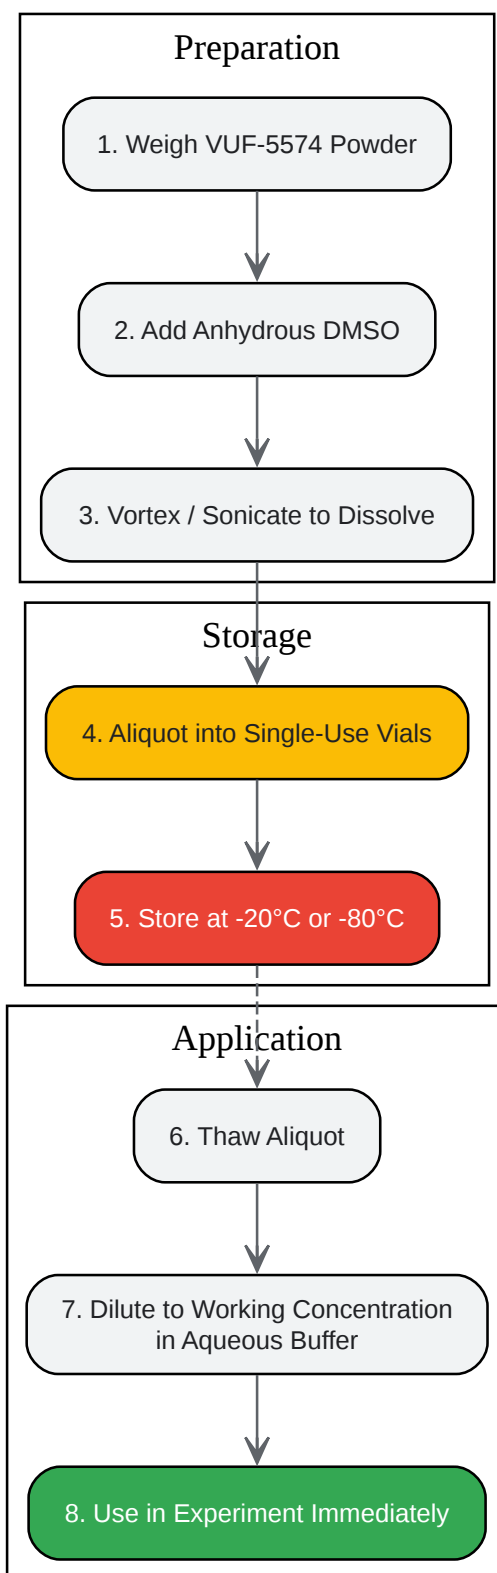 Preparation
1. Weigh VUF-5574 Powder
2. Add Anhydrous DMSO
3. Vortex / Sonicate to Dissolve
Storage
4. Aliquot into Single-Use Vials
5. Store at -20°C or -80°C
Application
6. Thaw Aliquot
7. Dilute to Working Concentration
in Aqueous Buffer
8. Use in Experiment Immediately